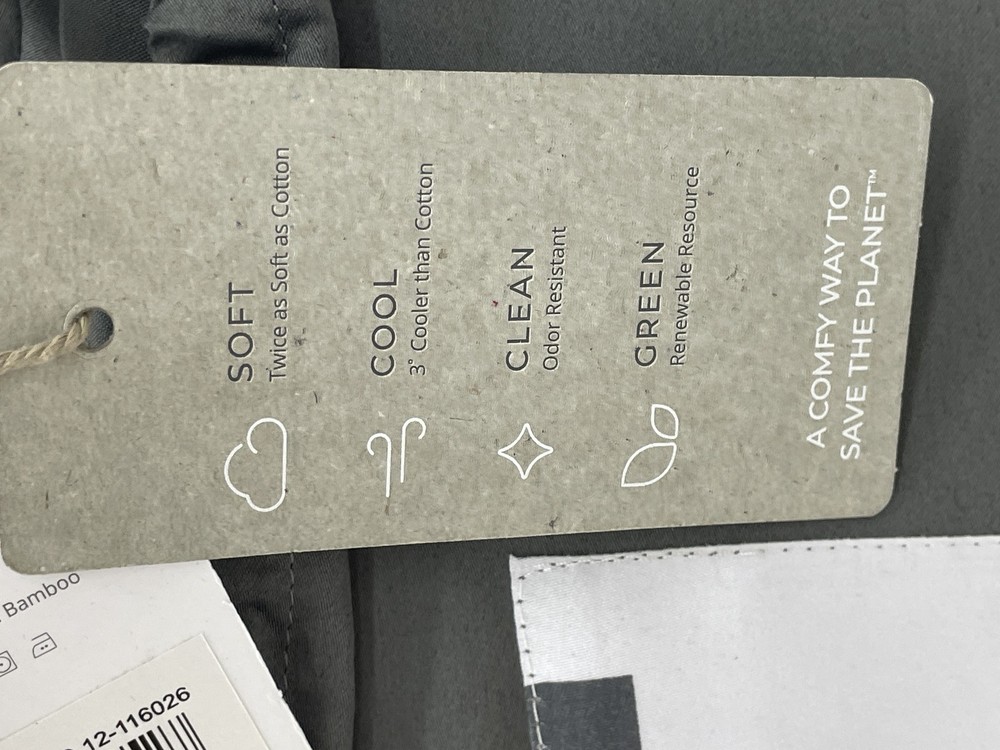 SOFT
Twice as Soft as Cotton
COOL
3° Cooler than Cotton
CLEAN
Odor Resistant
GREEN
Renewable Resource
A COMFY WAY TO
SAVE THE PLANET™
Bamboo
12-116026